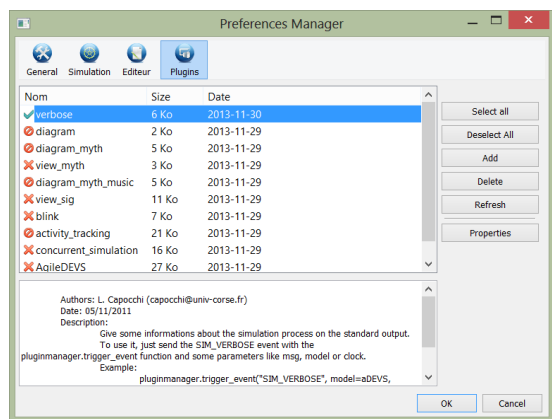 Preferences Manager
General Simulation Editeur Plugins
Nom Size Date
verbose 6 Ko 2013-11-30
diagram 2 Ko 2013-11-29
diagram_myth 5 Ko 2013-11-29
view_myth 3 Ko 2013-11-29
diagram_myth_music 5 Ko 2013-11-29
view_sig 11 Ko 2013-11-29
blink 7 Ko 2013-11-29
activity_tracking 21 Ko 2013-11-29
concurrent_simulation 16 Ko 2013-11-29
AgileDEVS 27 Ko 2013-11-29
Select all
Deselect All
Add
Delete
Refresh
Properties
Authors: L. Capocchi (capocchi@univ-corse.fr)
Date: 05/11/2011
Description:
Give some informations about the simulation process on the standard output.
To use it, just send the SIM_VERBOSE event with the
pluginmanager.trigger_event function and some parameters like msg, model or clock.
Example:
pluginmanager.trigger_event("SIM_VERBOSE", model=aDEVS,
OK Cancel